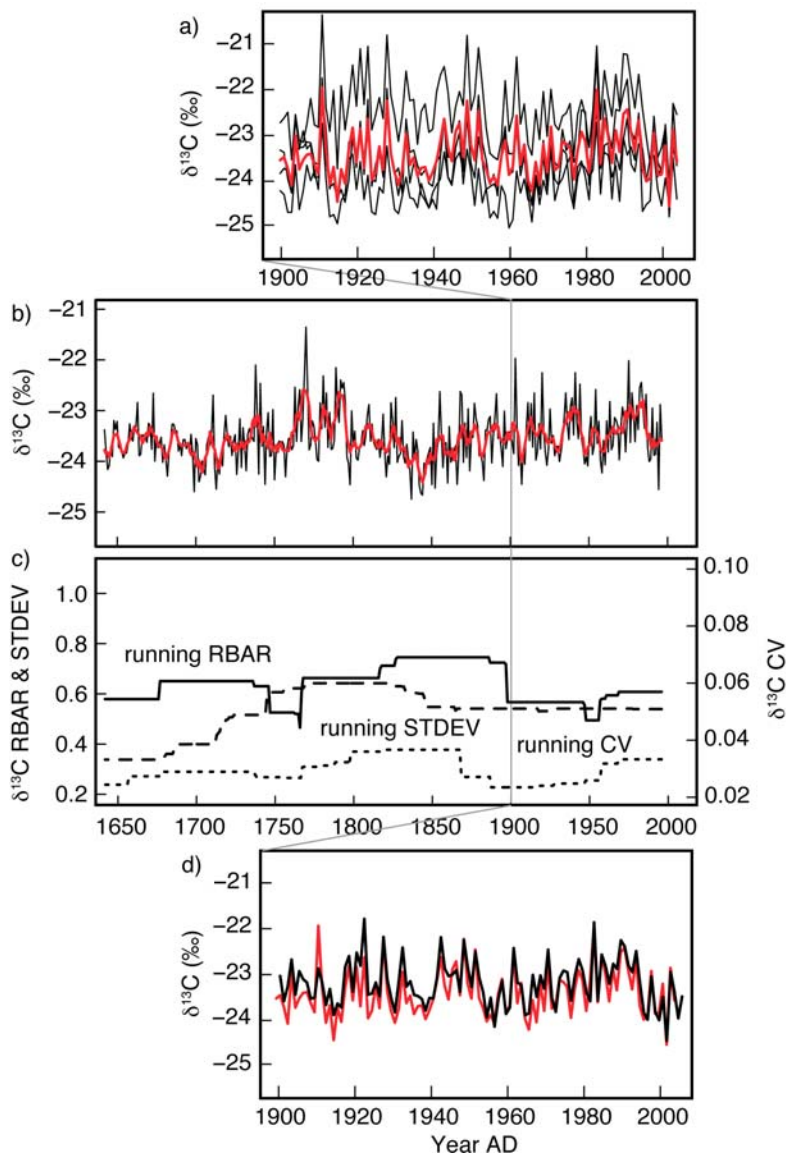 a)
δ13C (‰)
−21
−22
−23
−24
−25
1900 1920 1940 1960 1980 2000
b)
δ13C (‰)
−21
−22
−23
−24
−25
c)
δ13C RBAR & STDEV
1.0
0.8
0.6
0.4
0.2
running RBAR
running STDEV
running CV
0.10
0.08
0.06
0.04
0.02
δ13C CV
1650 1700 1750 1800 1850 1900 1950 2000
d)
δ13C (‰)
−21
−22
−23
−24
−25
1900 1920 1940 1960 1980 2000
Year AD